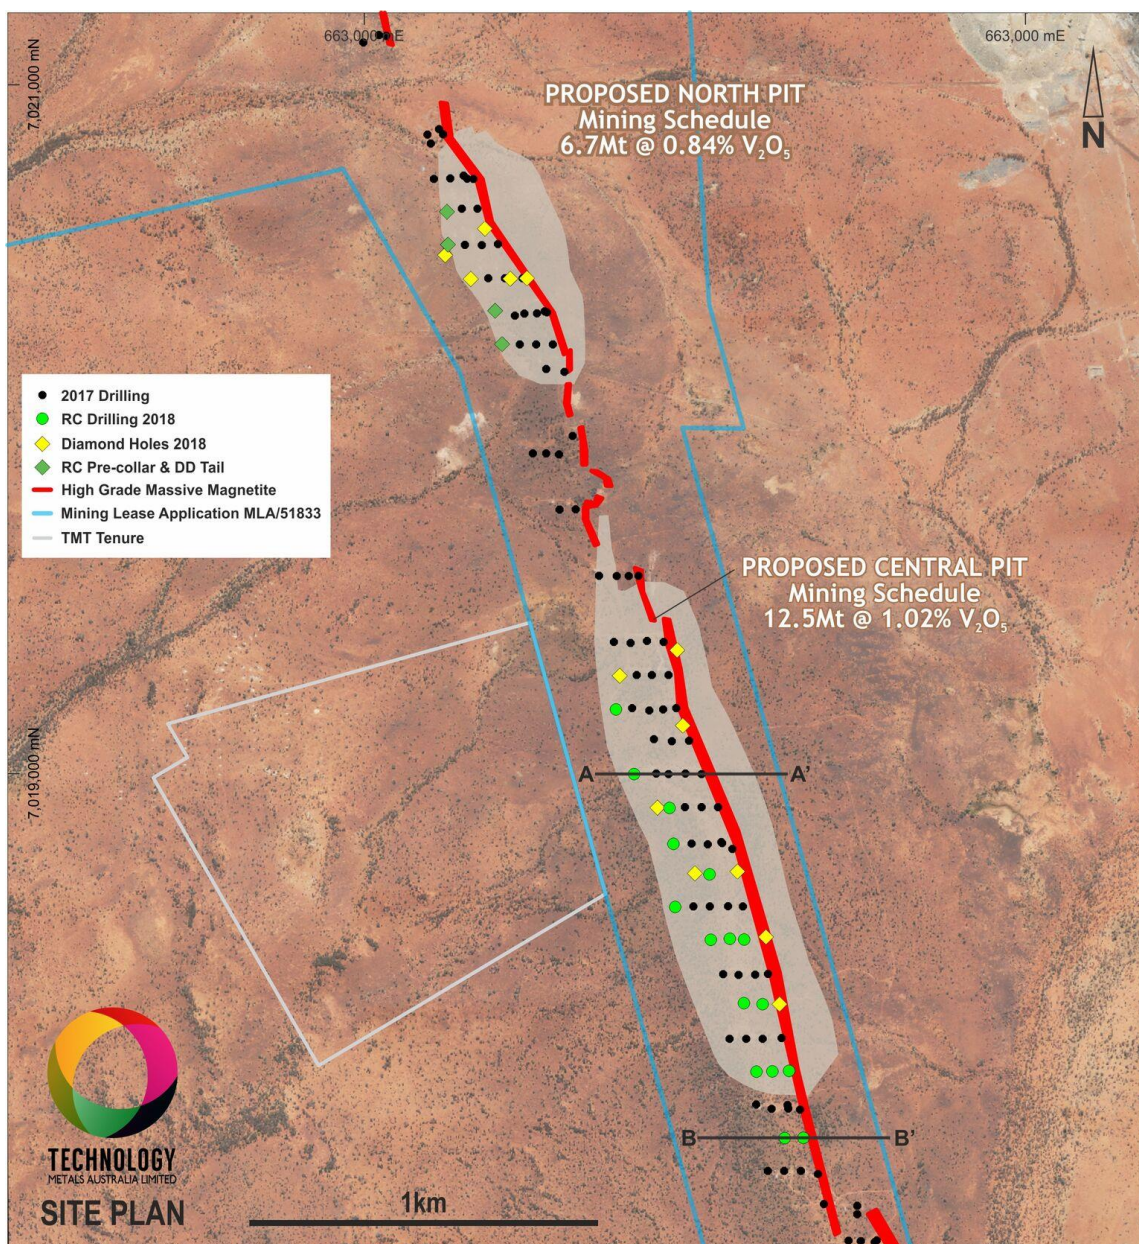 663,000 mE
663,000 mE
7,021,000 mN
PROPOSED NORTH PIT
Mining Schedule
6.7Mt @ 0.84% V₂O₅
N
2017 Drilling
RC Drilling 2018
Diamond Holes 2018
RC Pre-collar & DD Tail
High Grade Massive Magnetite
Mining Lease Application MLA/51833
TMT Tenure
PROPOSED CENTRAL PIT
Mining Schedule
12.5Mt @ 1.02% V₂O₅
7,019,000 mN
A A'
B B'
TECHNOLOGY
METALS AUSTRALIA LIMITED
SITE PLAN
1km